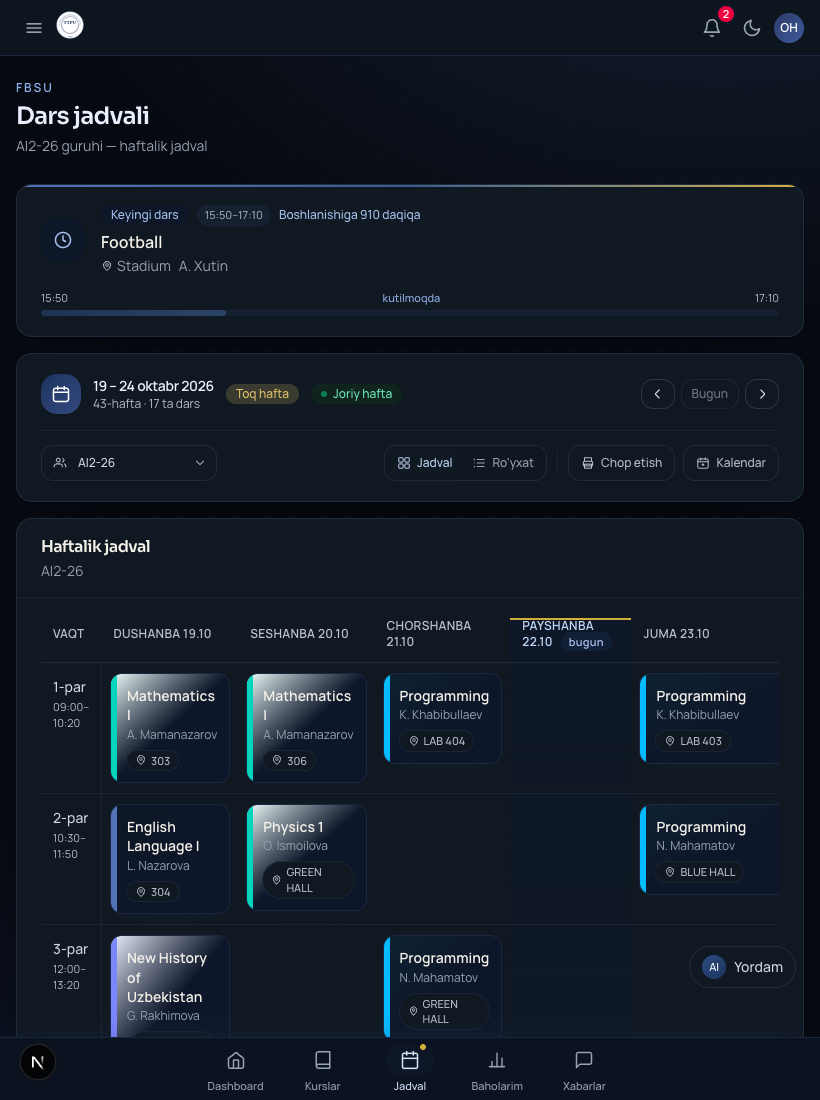 TTPU
2
OH
FBSU
Dars jadvali
AI2-26 guruhi — haftalik jadval
Keyingi dars 15:50–17:10 Boshlanishiga 910 daqiqa
Football
Stadium A. Xutin
15:50 kutilmoqda 17:10
19 – 24 oktabr 2026 Toq hafta Joriy hafta
43-hafta · 17 ta dars
Bugun
AI2-26 Jadval Ro'yxat Chop etish Kalendar
Haftalik jadval
AI2-26
VAQT DUSHANBA 19.10 SESHANBA 20.10 CHORSHANBA 21.10 PAYSHANBA 22.10 bugun JUMA 23.10
1-par
09:00–
10:20
Mathematics
I
A. Mamanazarov
303
Mathematics
I
A. Mamanazarov
306
Programming
K. Khabibullaev
LAB 404
Programming
K. Khabibullaev
LAB 403
2-par
10:30–
11:50
English
Language I
L. Nazarova
304
Physics 1
O. Ismoilova
GREEN
HALL
Programming
N. Mahamatov
BLUE HALL
3-par
12:00–
13:20
New History
of
Uzbekistan
G. Rakhimova
Programming
N. Mahamatov
GREEN
HALL
AI Yordam
N
Dashboard Kurslar Jadval Baholarim Xabarlar